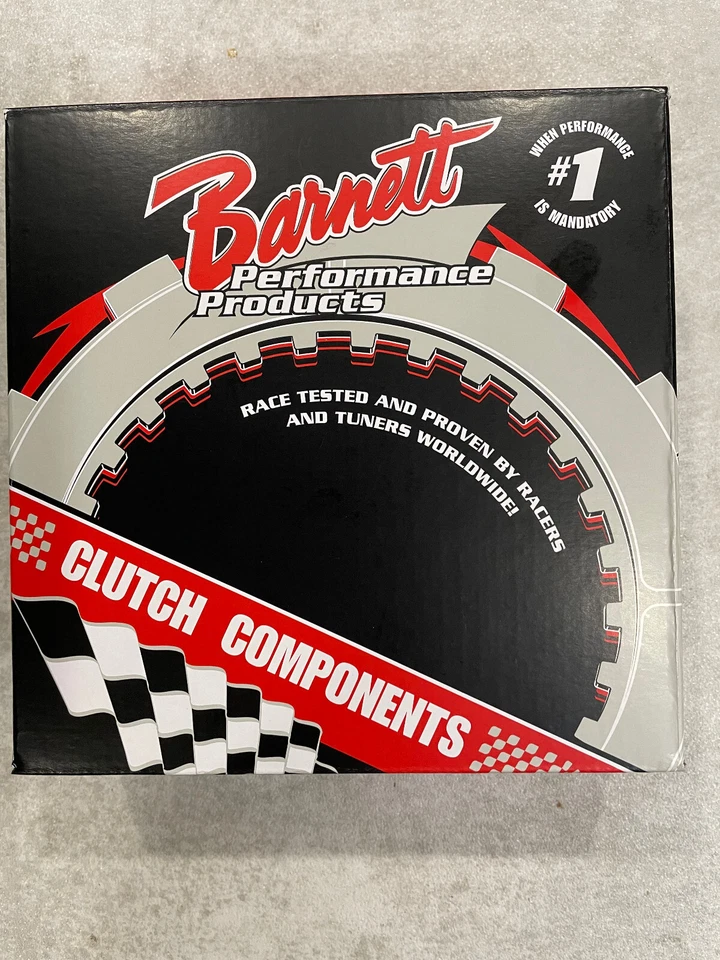 Barnett
Performance
Products
WHEN PERFORMANCE
#1
IS MANDATORY
RACE TESTED AND PROVEN BY RACERS
AND TUNERS WORLDWIDE!
CLUTCH COMPONENTS